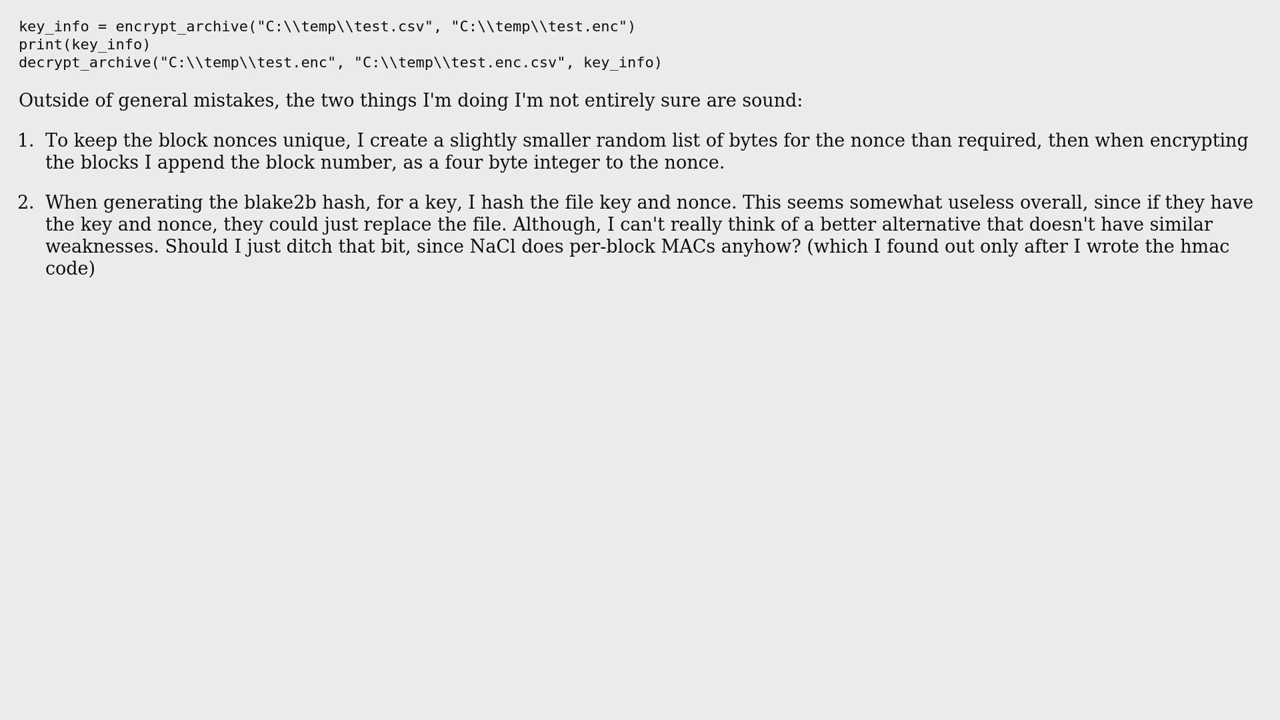 key_info = encrypt_archive("C:\\temp\\test.csv", "C:\\temp\\test.enc")
print(key_info)
decrypt_archive("C:\\temp\\test.enc", "C:\\temp\\test.enc.csv", key_info)
Outside of general mistakes, the two things I'm doing I'm not entirely sure are sound:
1. To keep the block nonces unique, I create a slightly smaller random list of bytes for the nonce than required, then when encrypting
the blocks I append the block number, as a four byte integer to the nonce.
2. When generating the blake2b hash, for a key, I hash the file key and nonce. This seems somewhat useless overall, since if they have
the key and nonce, they could just replace the file. Although, I can't really think of a better alternative that doesn't have similar
weaknesses. Should I just ditch that bit, since NaCl does per-block MACs anyhow? (which I found out only after I wrote the hmac
code)